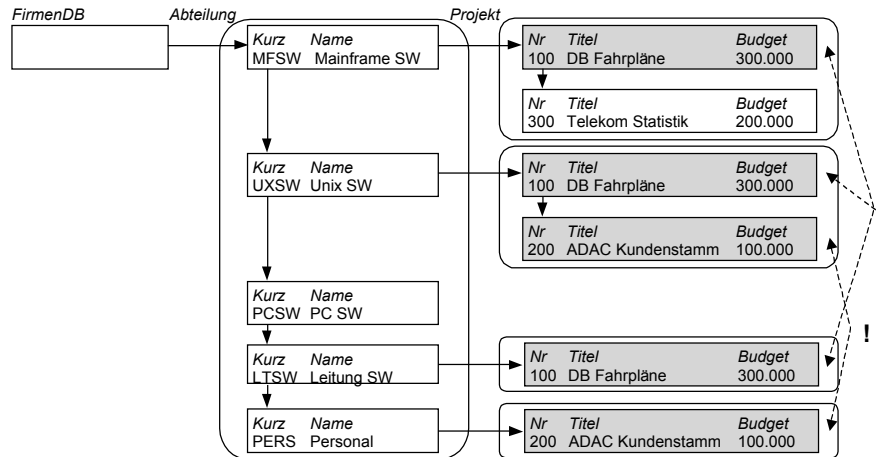 FirmenDB Abteilung Projekt
Kurz Name
MFSW Mainframe SW
Nr Titel Budget
100 DB Fahrpläne 300.000
Nr Titel Budget
300 Telekom Statistik 200.000
Kurz Name
UXSW Unix SW
Nr Titel Budget
100 DB Fahrpläne 300.000
Nr Titel Budget
200 ADAC Kundenstamm 100.000
Kurz Name
PCSW PC SW
!
Kurz Name
LTSW Leitung SW
Nr Titel Budget
100 DB Fahrpläne 300.000
Kurz Name
PERS Personal
Nr Titel Budget
200 ADAC Kundenstamm 100.000